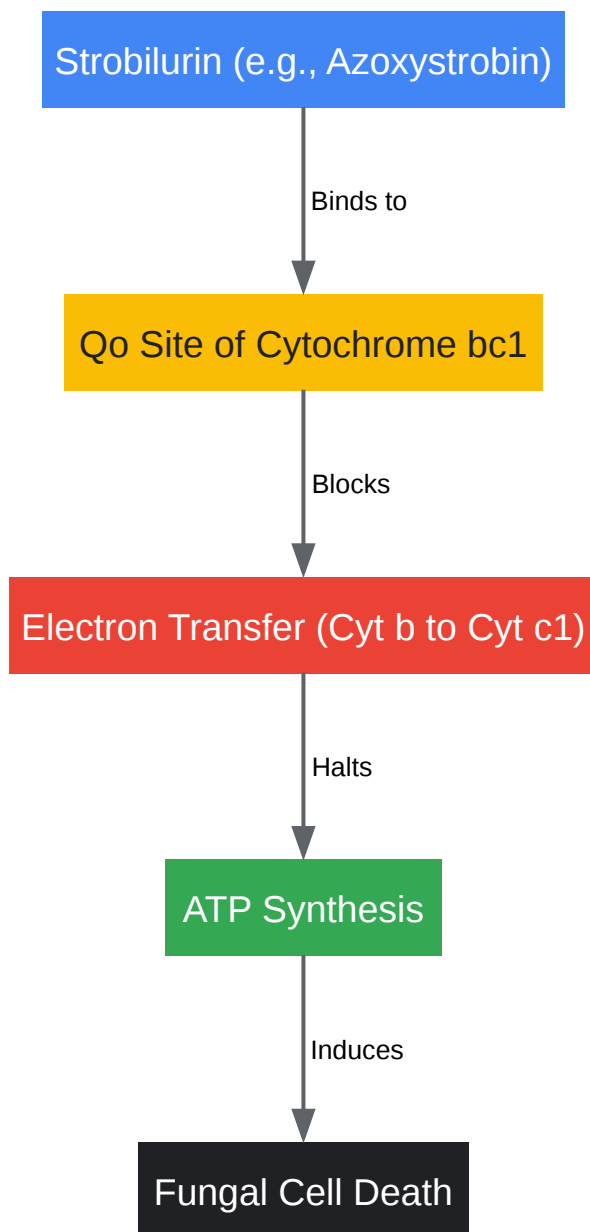 Strobilurin (e.g., Azoxystrobin)
Binds to
Qo Site of Cytochrome bc1
Blocks
Electron Transfer (Cyt b to Cyt c1)
Halts
ATP Synthesis
Induces
Fungal Cell Death